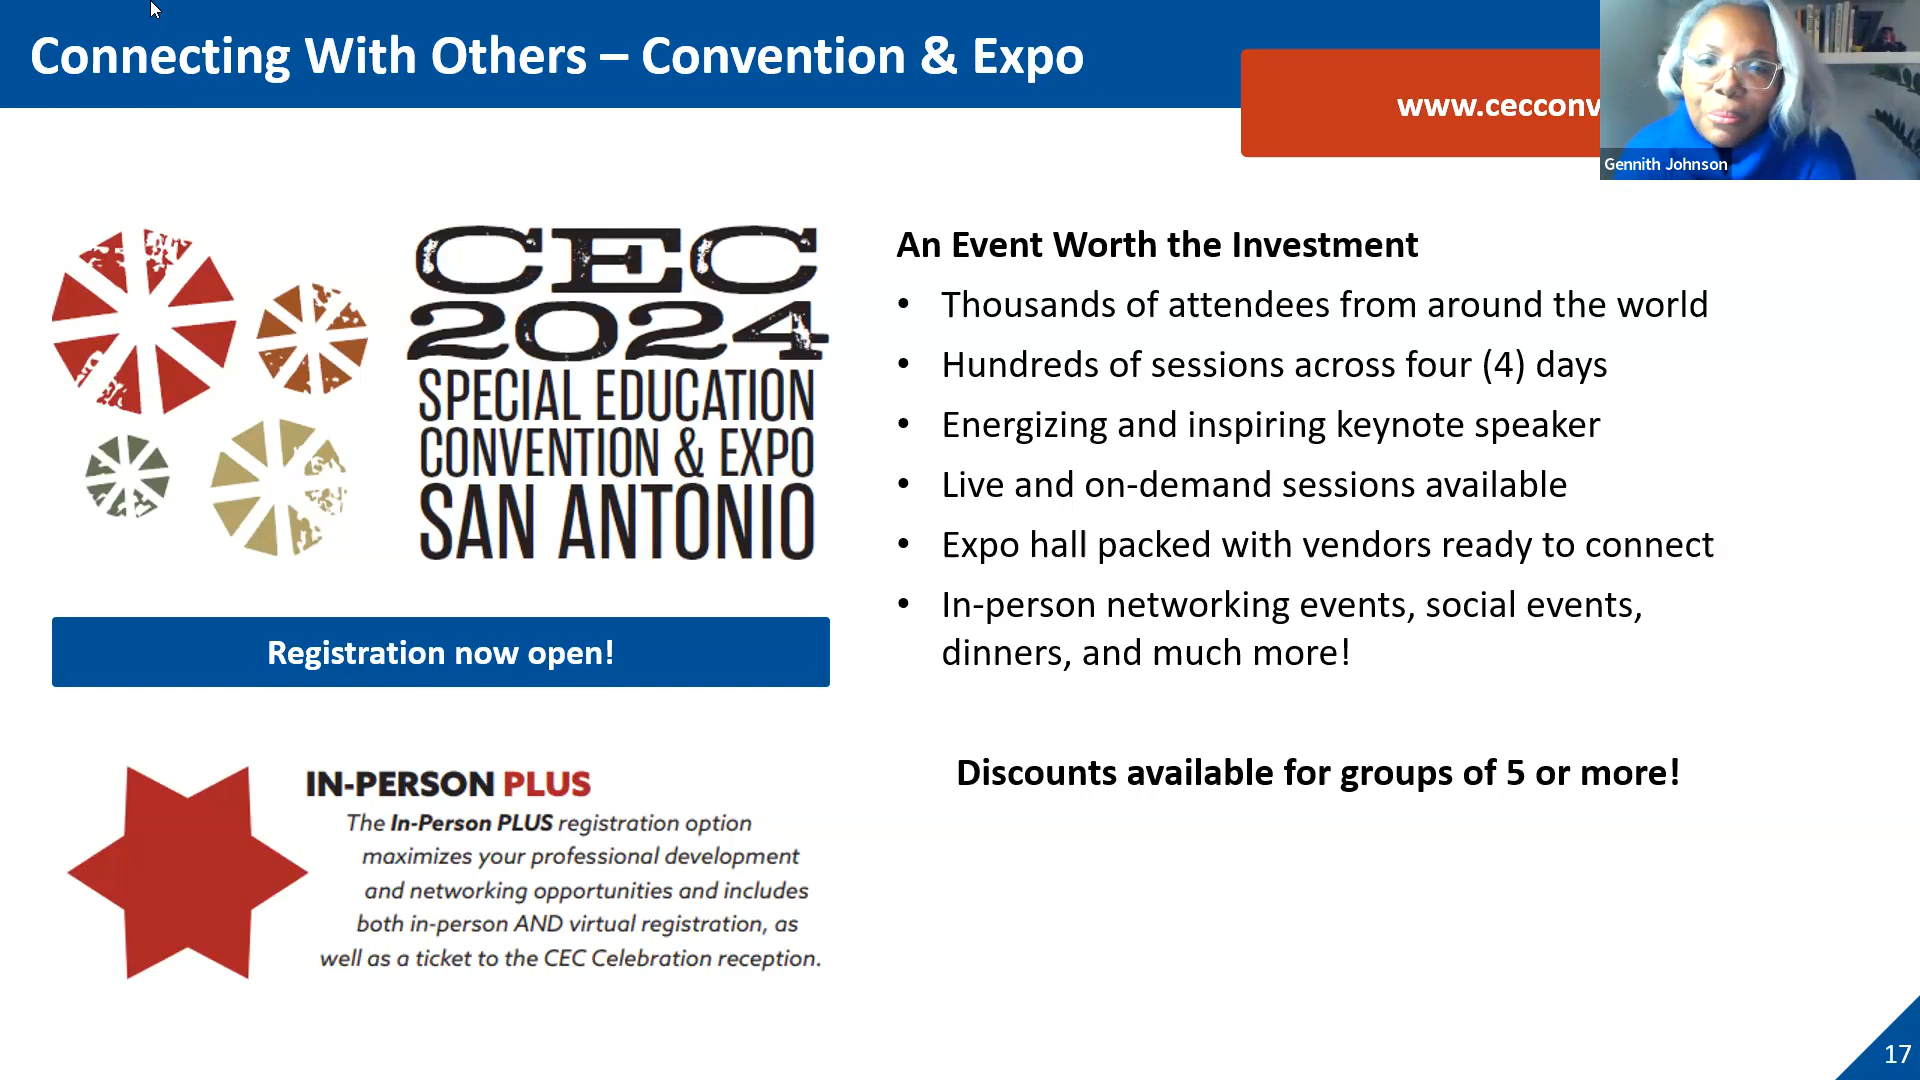 Connecting With Others – Convention & Expo
www.cecconv
Gennith Johnson
CEC
2024
SPECIAL EDUCATION
CONVENTION & EXPO
SAN ANTONIO
Registration now open!
IN-PERSON PLUS
The In-Person PLUS registration option
maximizes your professional development
and networking opportunities and includes
both in-person AND virtual registration, as
well as a ticket to the CEC Celebration reception.
An Event Worth the Investment
• Thousands of attendees from around the world
• Hundreds of sessions across four (4) days
• Energizing and inspiring keynote speaker
• Live and on-demand sessions available
• Expo hall packed with vendors ready to connect
• In-person networking events, social events,
dinners, and much more!
Discounts available for groups of 5 or more!
17